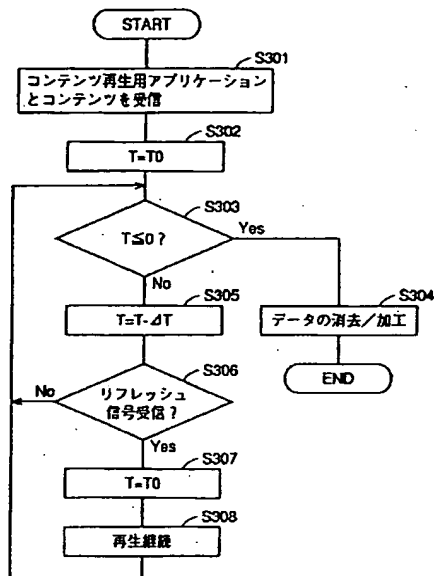 START
S301
コンテンツ再生用アプリケーション
とコンテンツを受信
S302
T=T0
S303
T≦0?
Yes
No
S304
データの消去/加工
END
S305
T=T-ΔT
S306
リフレッシュ
信号受信?
No
Yes
S307
T=T0
S308
再生継続